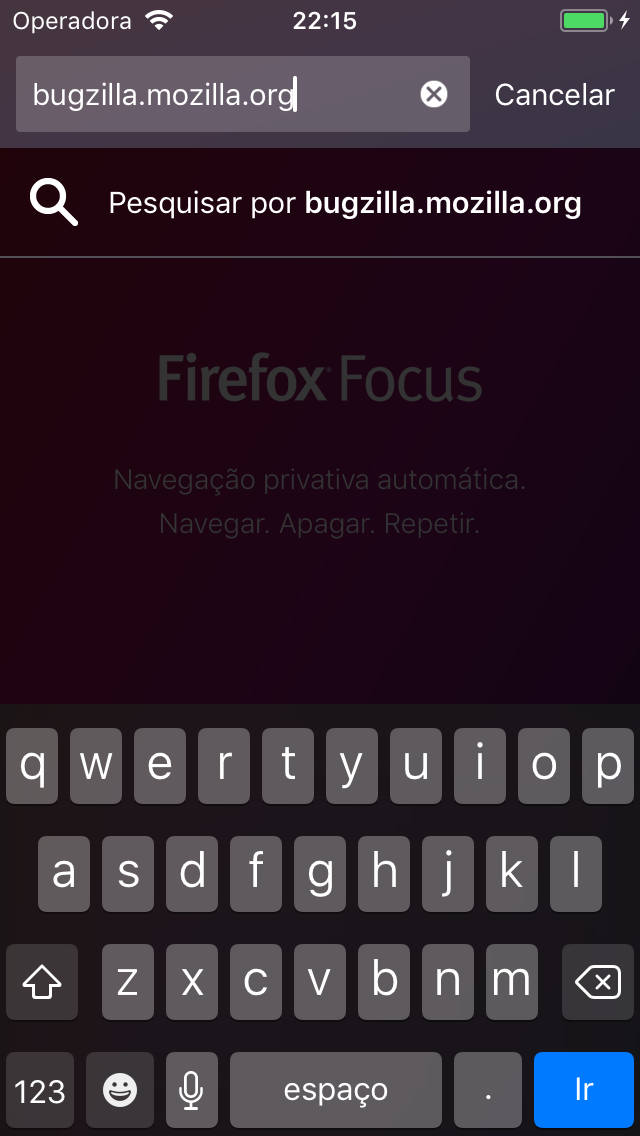 Operadora 22:15
bugzilla.mozilla.org Cancelar
Pesquisar por bugzilla.mozilla.org
Firefox Focus
Navegação privativa automática.
Navegar. Apagar. Repetir.
q w e r t y u i o p
a s d f g h j k l
z x c v b n m
123 espaço . Ir